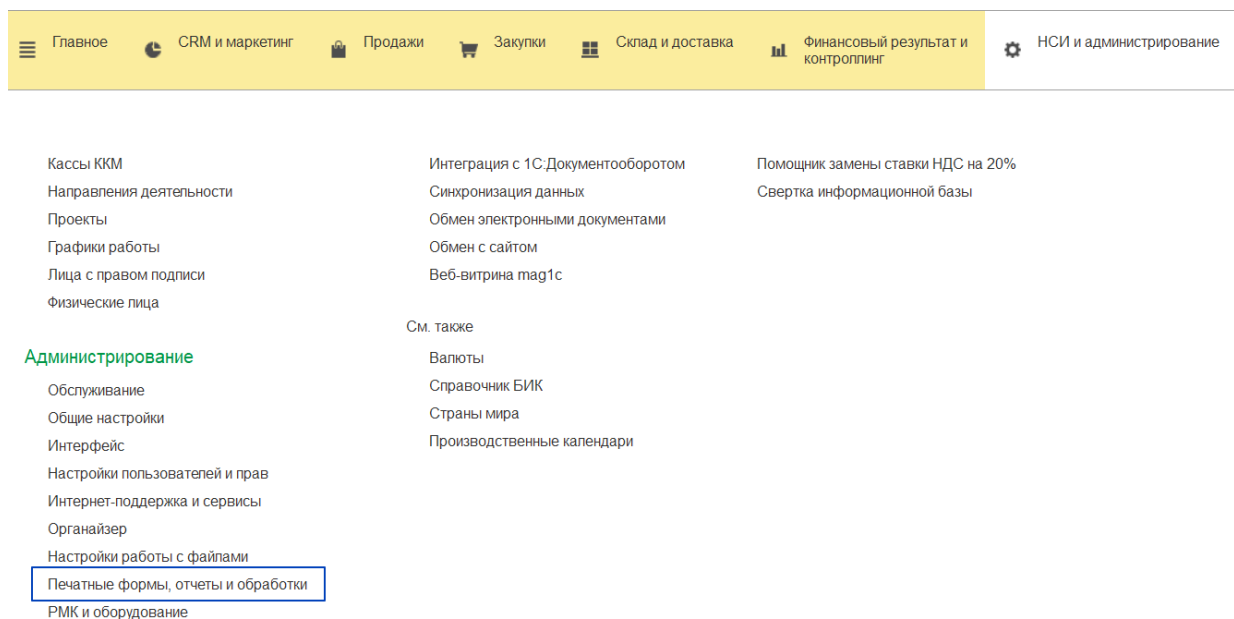 Главное
CRM и маркетинг
Продажи
Закупки
Склад и доставка
Финансовый результат и
контроллинг
НСИ и администрирование
Кассы ККМ
Направления деятельности
Проекты
Графики работы
Лица с правом подписи
Физические лица
Администрирование
Обслуживание
Общие настройки
Интерфейс
Настройки пользователей и прав
Интернет-поддержка и сервисы
Органайзер
Настройки работы с файлами
Печатные формы, отчеты и обработки
РМК и оборудование
Интеграция с 1С:Документооборотом
Синхронизация данных
Обмен электронными документами
Обмен с сайтом
Веб-витрина mag1c
См. также
Валюты
Справочник БИК
Страны мира
Производственные календари
Помощник замены ставки НДС на 20%
Свертка информационной базы